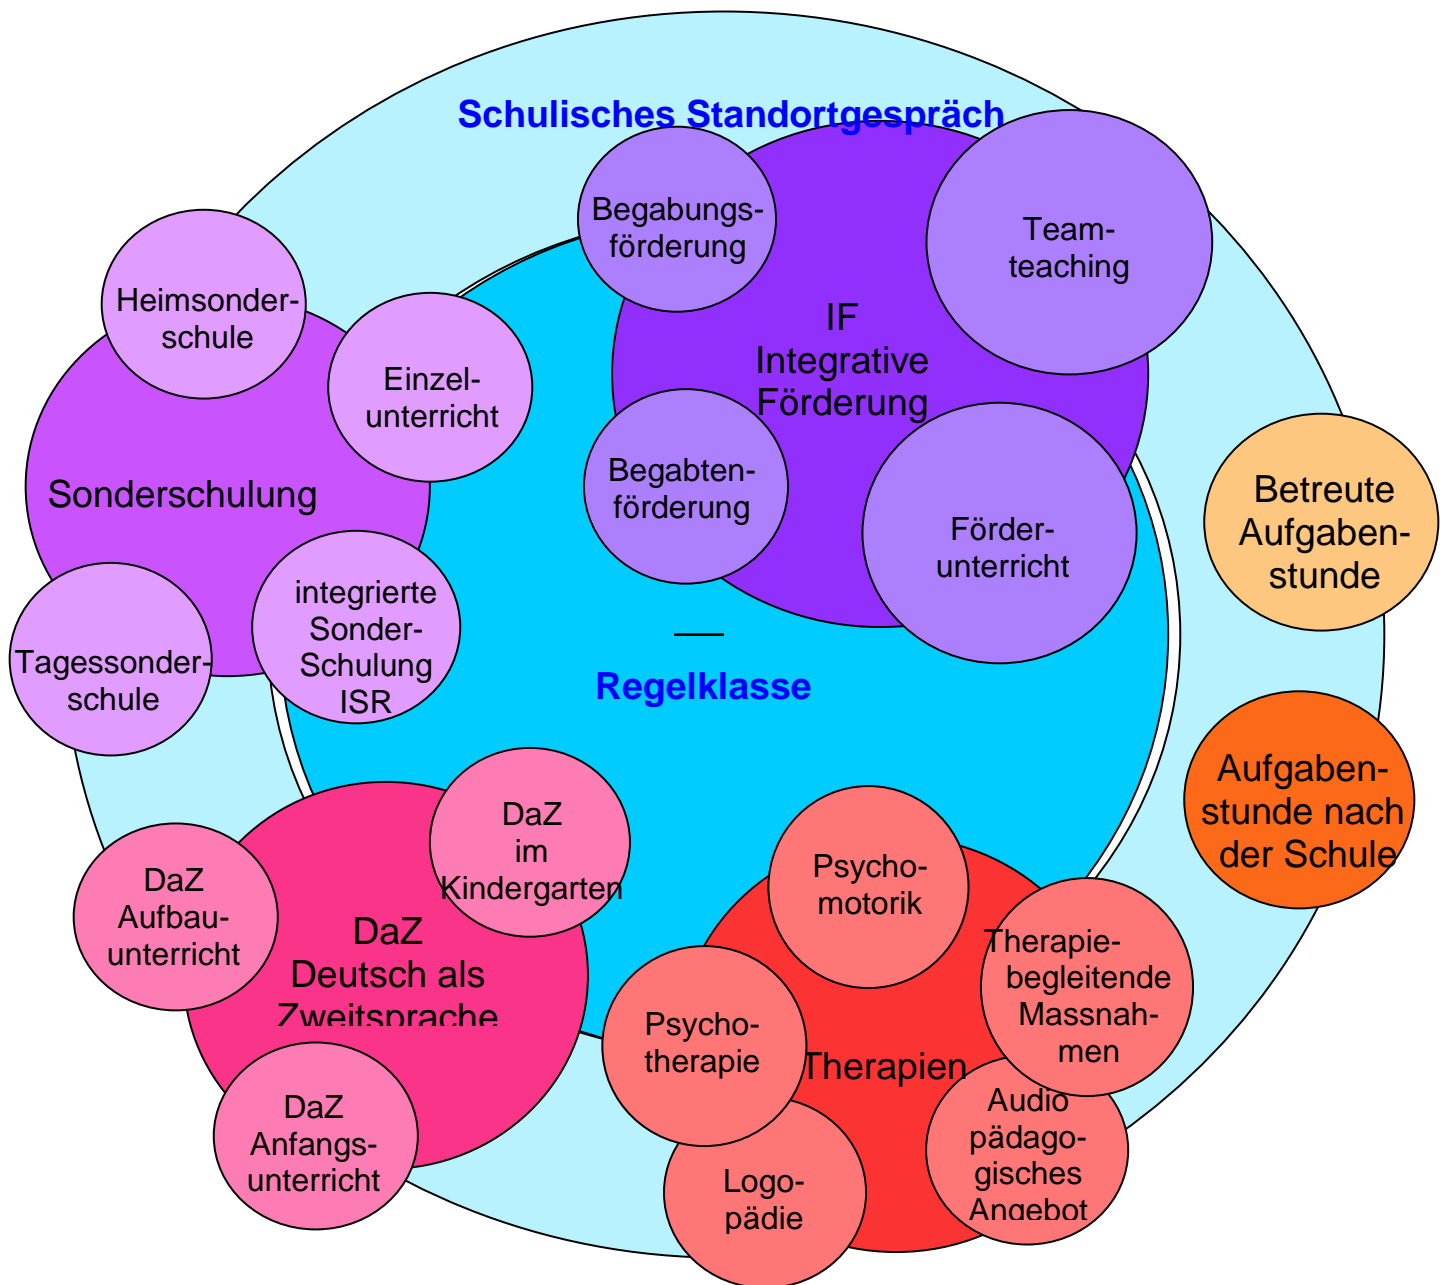 Schulisches Standortgespräch
Begabungs-
förderung
Team-
teaching
Heimsonder-
schule
Einzel-
unterricht
IF
Integrative
Förderung
Sonderschulung
Begabten-
förderung
Förder-
unterricht
Betreute
Aufgaben-
stunde
integrierte
Sonder-
Schulung
ISR
Tagessonder-
schule
Regelklasse
Aufgaben-
stunde nach
der Schule
DaZ
im
Kindergarten
DaZ
Aufbau-
unterricht
DaZ
Deutsch als
Zweitsprache
Psycho-
motorik
Therapie-
begleitende
Massnah-
men
Psycho-
therapie
Therapien
DaZ
Anfangs-
unterricht
Logo-
pädie
Audio
pädago-
gisches
Angebot